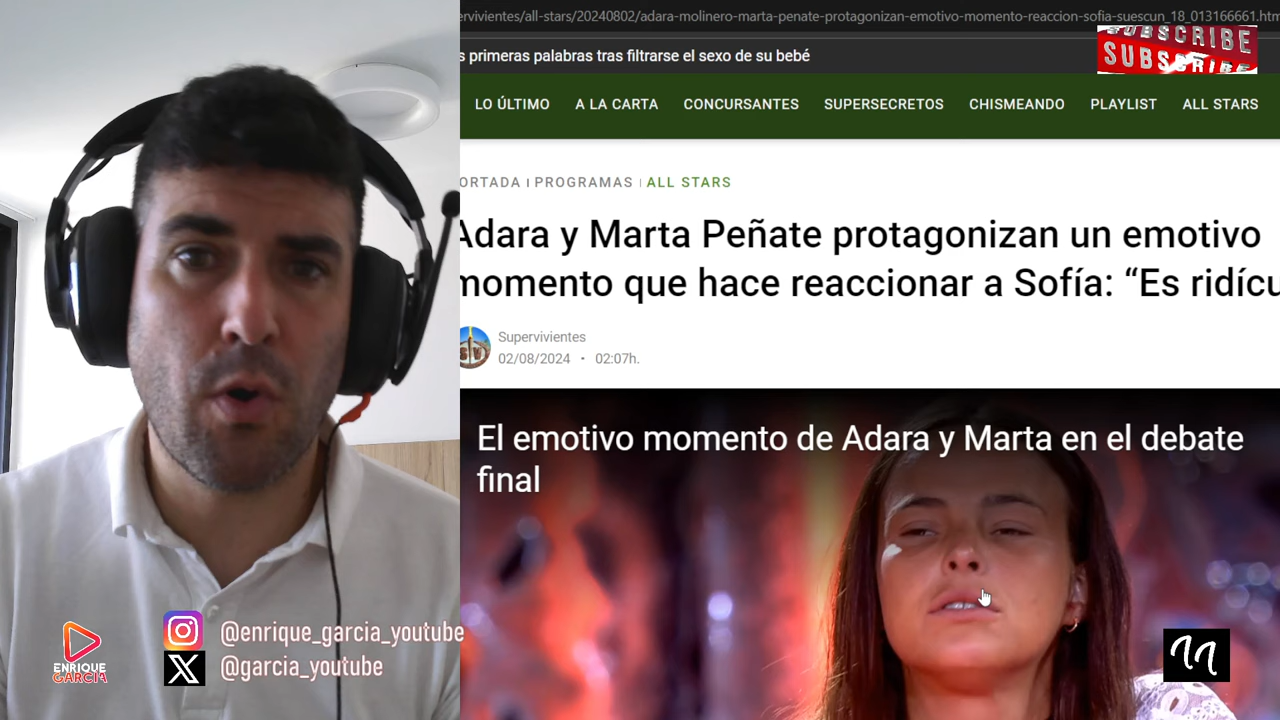 ervivientes/all-stars/20240802/adara-molinero-marta-penate-protagonizan-emotivo-momento-reaccion-sofia-suescun_18_013166661.htm
s primeras palabras tras filtrarse el sexo de su bebé
SUBSCRIBE
SUBSCRIBE
LO ÚLTIMO A LA CARTA CONCURSANTES SUPERSECRETOS CHISMEANDO PLAYLIST ALL STARS
ORTADA | PROGRAMAS | ALL STARS
Adara y Marta Peñate protagonizan un emotivo
momento que hace reaccionar a Sofía: “Es ridícu
Supervivientes
02/08/2024 • 02:07h.
El emotivo momento de Adara y Marta en el debate
final
@enrique_garcia_youtube
@garcia_youtube
ENRIQUE
GARCIA